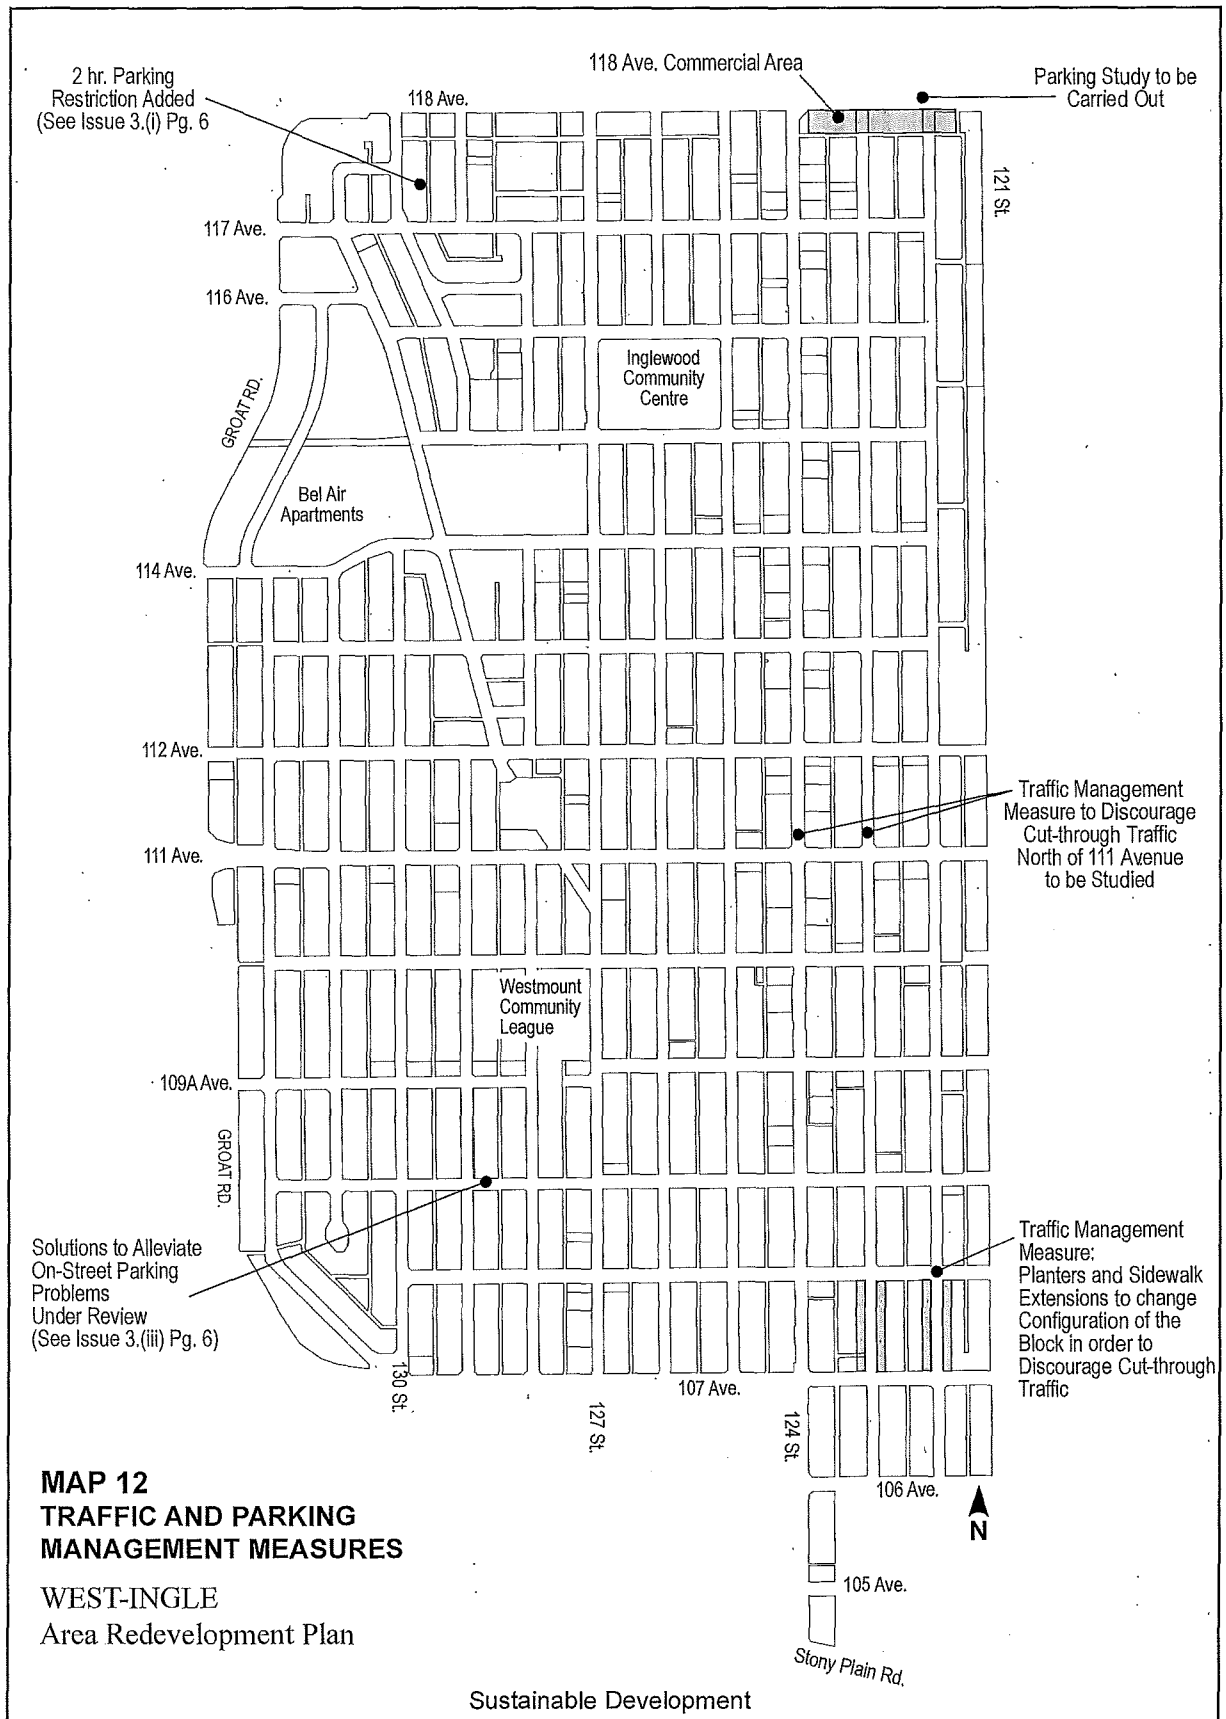 118 Ave. Commercial Area
2 hr. Parking
Restriction Added
(See Issue 3.(i) Pg. 6
118 Ave.
Parking Study to be
Carried Out
121 St.
117 Ave.
116 Ave.
Inglewood
Community
Centre
GROAT RD.
Bel Air
Apartments
114 Ave.
112 Ave.
Traffic Management
Measure to Discourage
Cut-through Traffic
North of 111 Avenue
to be Studied
111 Ave.
Westmount
Community
League
109A Ave.
GROAT RD.
Solutions to Alleviate
On-Street Parking
Problems
Under Review
(See Issue 3.(iii) Pg. 6)
Traffic Management
Measure:
Planters and Sidewalk
Extensions to change
Configuration of the
Block in order to
Discourage Cut-through
Traffic
130 St.
107 Ave.
127 St.
124 St.
106 Ave.
N
105 Ave.
Stony Plain Rd.
MAP 12
TRAFFIC AND PARKING
MANAGEMENT MEASURES
WEST-INGLE
Area Redevelopment Plan
Sustainable Development